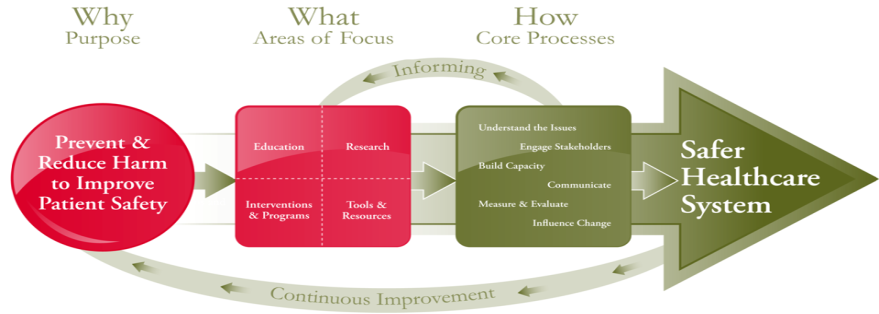 Why
Purpose
What
Areas of Focus
How
Core Processes
Informing
Prevent &
Reduce Harm
to Improve
Patient Safety
Education
Research
Interventions
& Programs
Tools &
Resources
Understand the Issues
Engage Stakeholders
Build Capacity
Communicate
Measure & Evaluate
Influence Change
Safer
Healthcare
System
Continuous Improvement